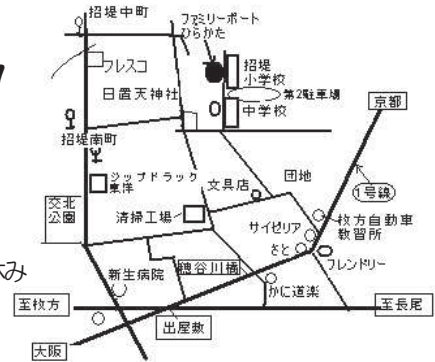 招堤中町
ファミリーポート
ひらかた
フレスコ
招堤
小学校
日置天神社
第2駐車場
中学校
京都
招堤南町
ジップドラック
東洋
文具店
団地
1号線
交北
公園
清掃工場
枚方自動車
教習所
サイゼリア
さと
フレンドリー
穂谷川橋
新生病院
かに道楽
至枚方
至長尾
出屋敷
大阪